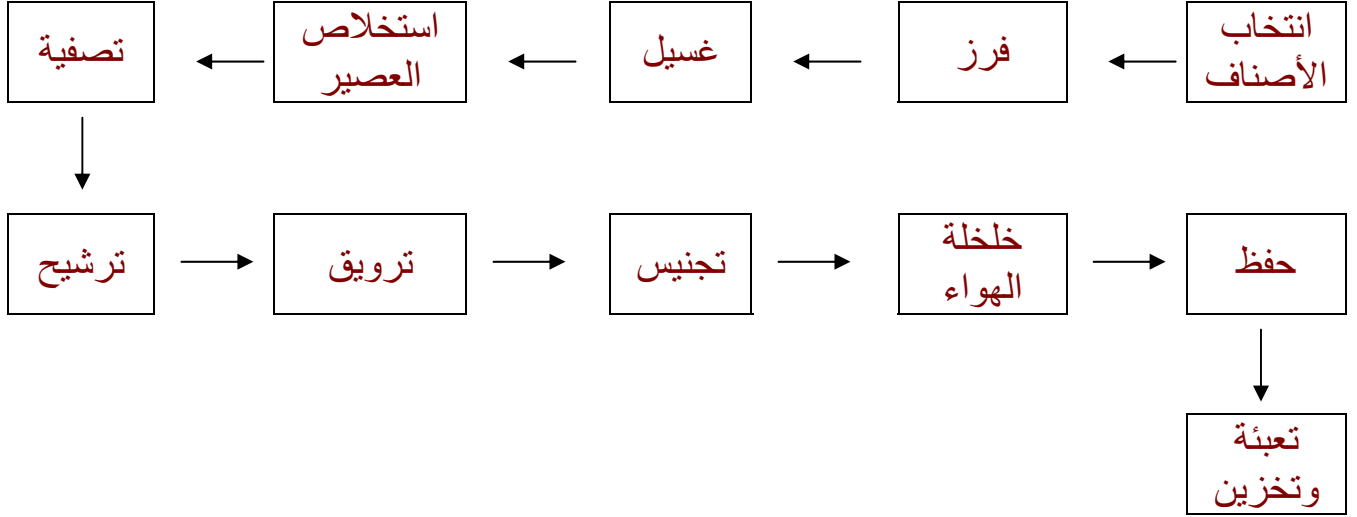 انتخاب
الأصناف
فرز
غسيل
استخلاص
العصير
تصفية
ترشيح
ترويق
تجنيس
خلخلة
الهواء
حفظ
تعبئة
وتخزين